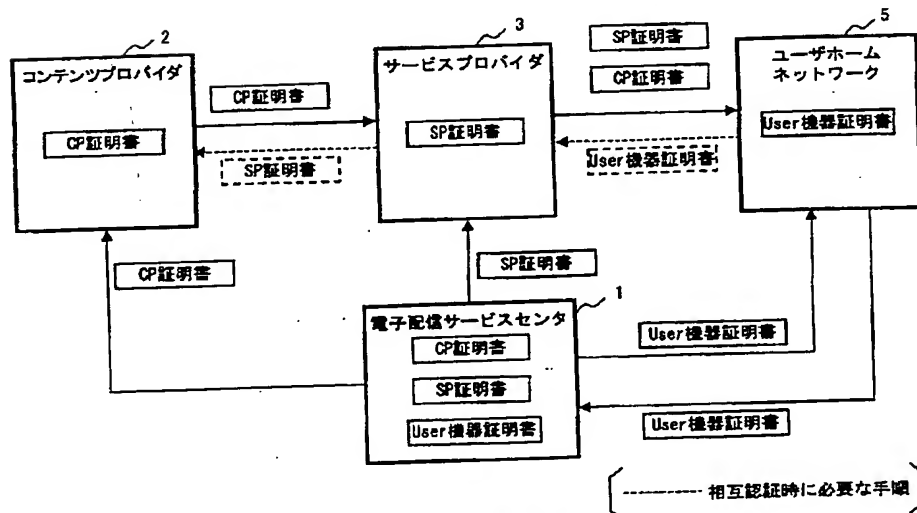 2
コンテンツプロバイダ
CP証明書
CP証明書
SP証明書
3
サービスプロバイダ
SP証明書
SP証明書
CP証明書
User機器証明書
5
ユーザホーム
ネットワーク
User機器証明書
CP証明書
SP証明書
1
電子配信サービスセンタ
CP証明書
SP証明書
User機器証明書
User機器証明書
User機器証明書
相互認証時に必要な手順